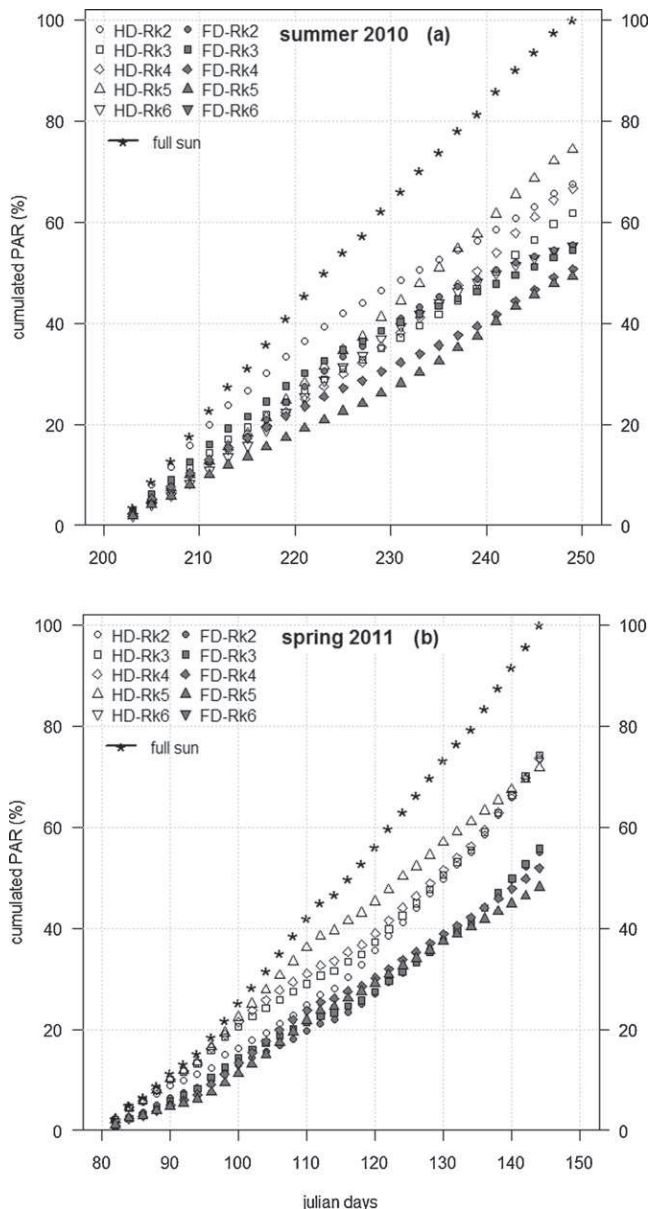 summer 2010 (a)
HD-Rk2 FD-Rk2
HD-Rk3 FD-Rk3
HD-Rk4 FD-Rk4
HD-Rk5 FD-Rk5
HD-Rk6 FD-Rk6
full sun
cumulated PAR (%)
100 100
80 80
60 60
40 40
20 20
0 0
200 210 220 230 240 250
spring 2011 (b)
HD-Rk2 FD-Rk2
HD-Rk3 FD-Rk3
HD-Rk4 FD-Rk4
HD-Rk5 FD-Rk5
HD-Rk6 FD-Rk6
full sun
cumulated PAR (%)
100 100
80 80
60 60
40 40
20 20
0 0
80 90 100 110 120 130 140 150
julian days